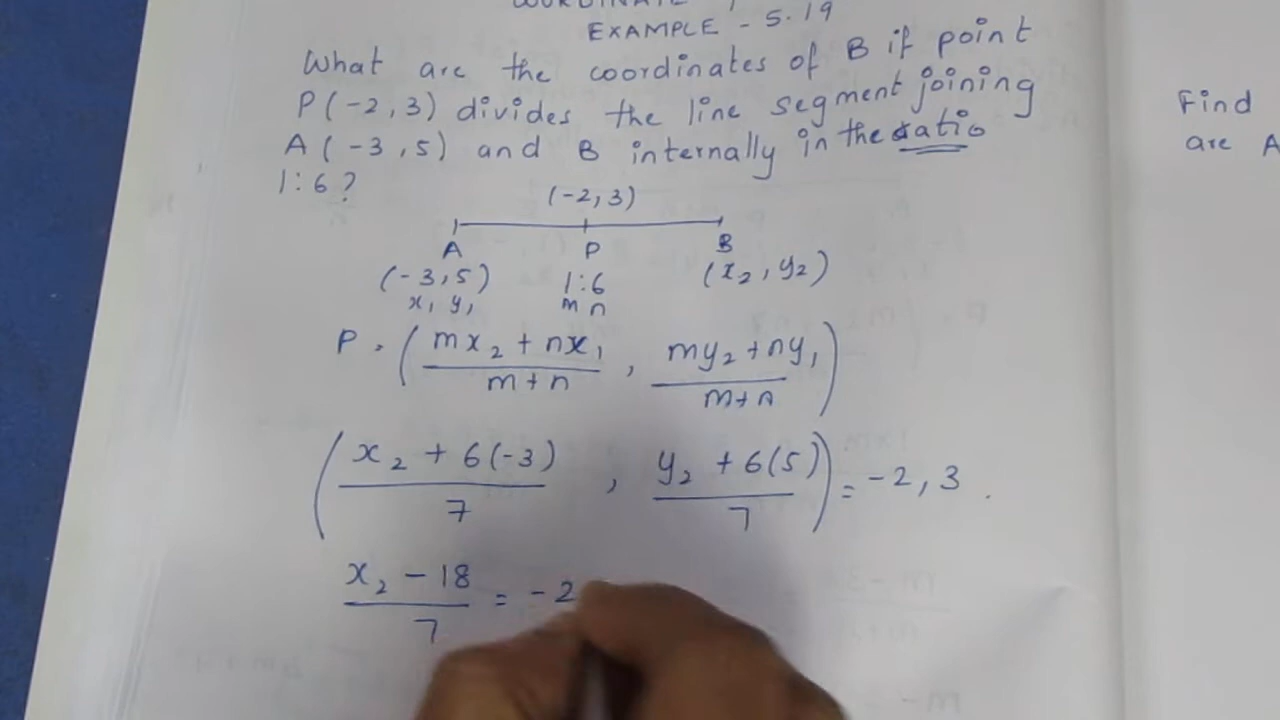 EXAMPLE - 5.19
What are the coordinates of B if point
P(-2,3) divides the line segment joining
A(-3,5) and B internally in the ratio
1:6?
(-2,3)
A P B
(-3,5) 1:6 (x₂, y₂)
x₁ y₁ m n
P = ( mx₂ + nx₁ / m+n , my₂ + ny₁ / m+n )
( x₂ + 6(-3) / 7 , y₂ + 6(5) / 7 ) = -2, 3 .
x₂ - 18 / 7 = -2
Find
are A